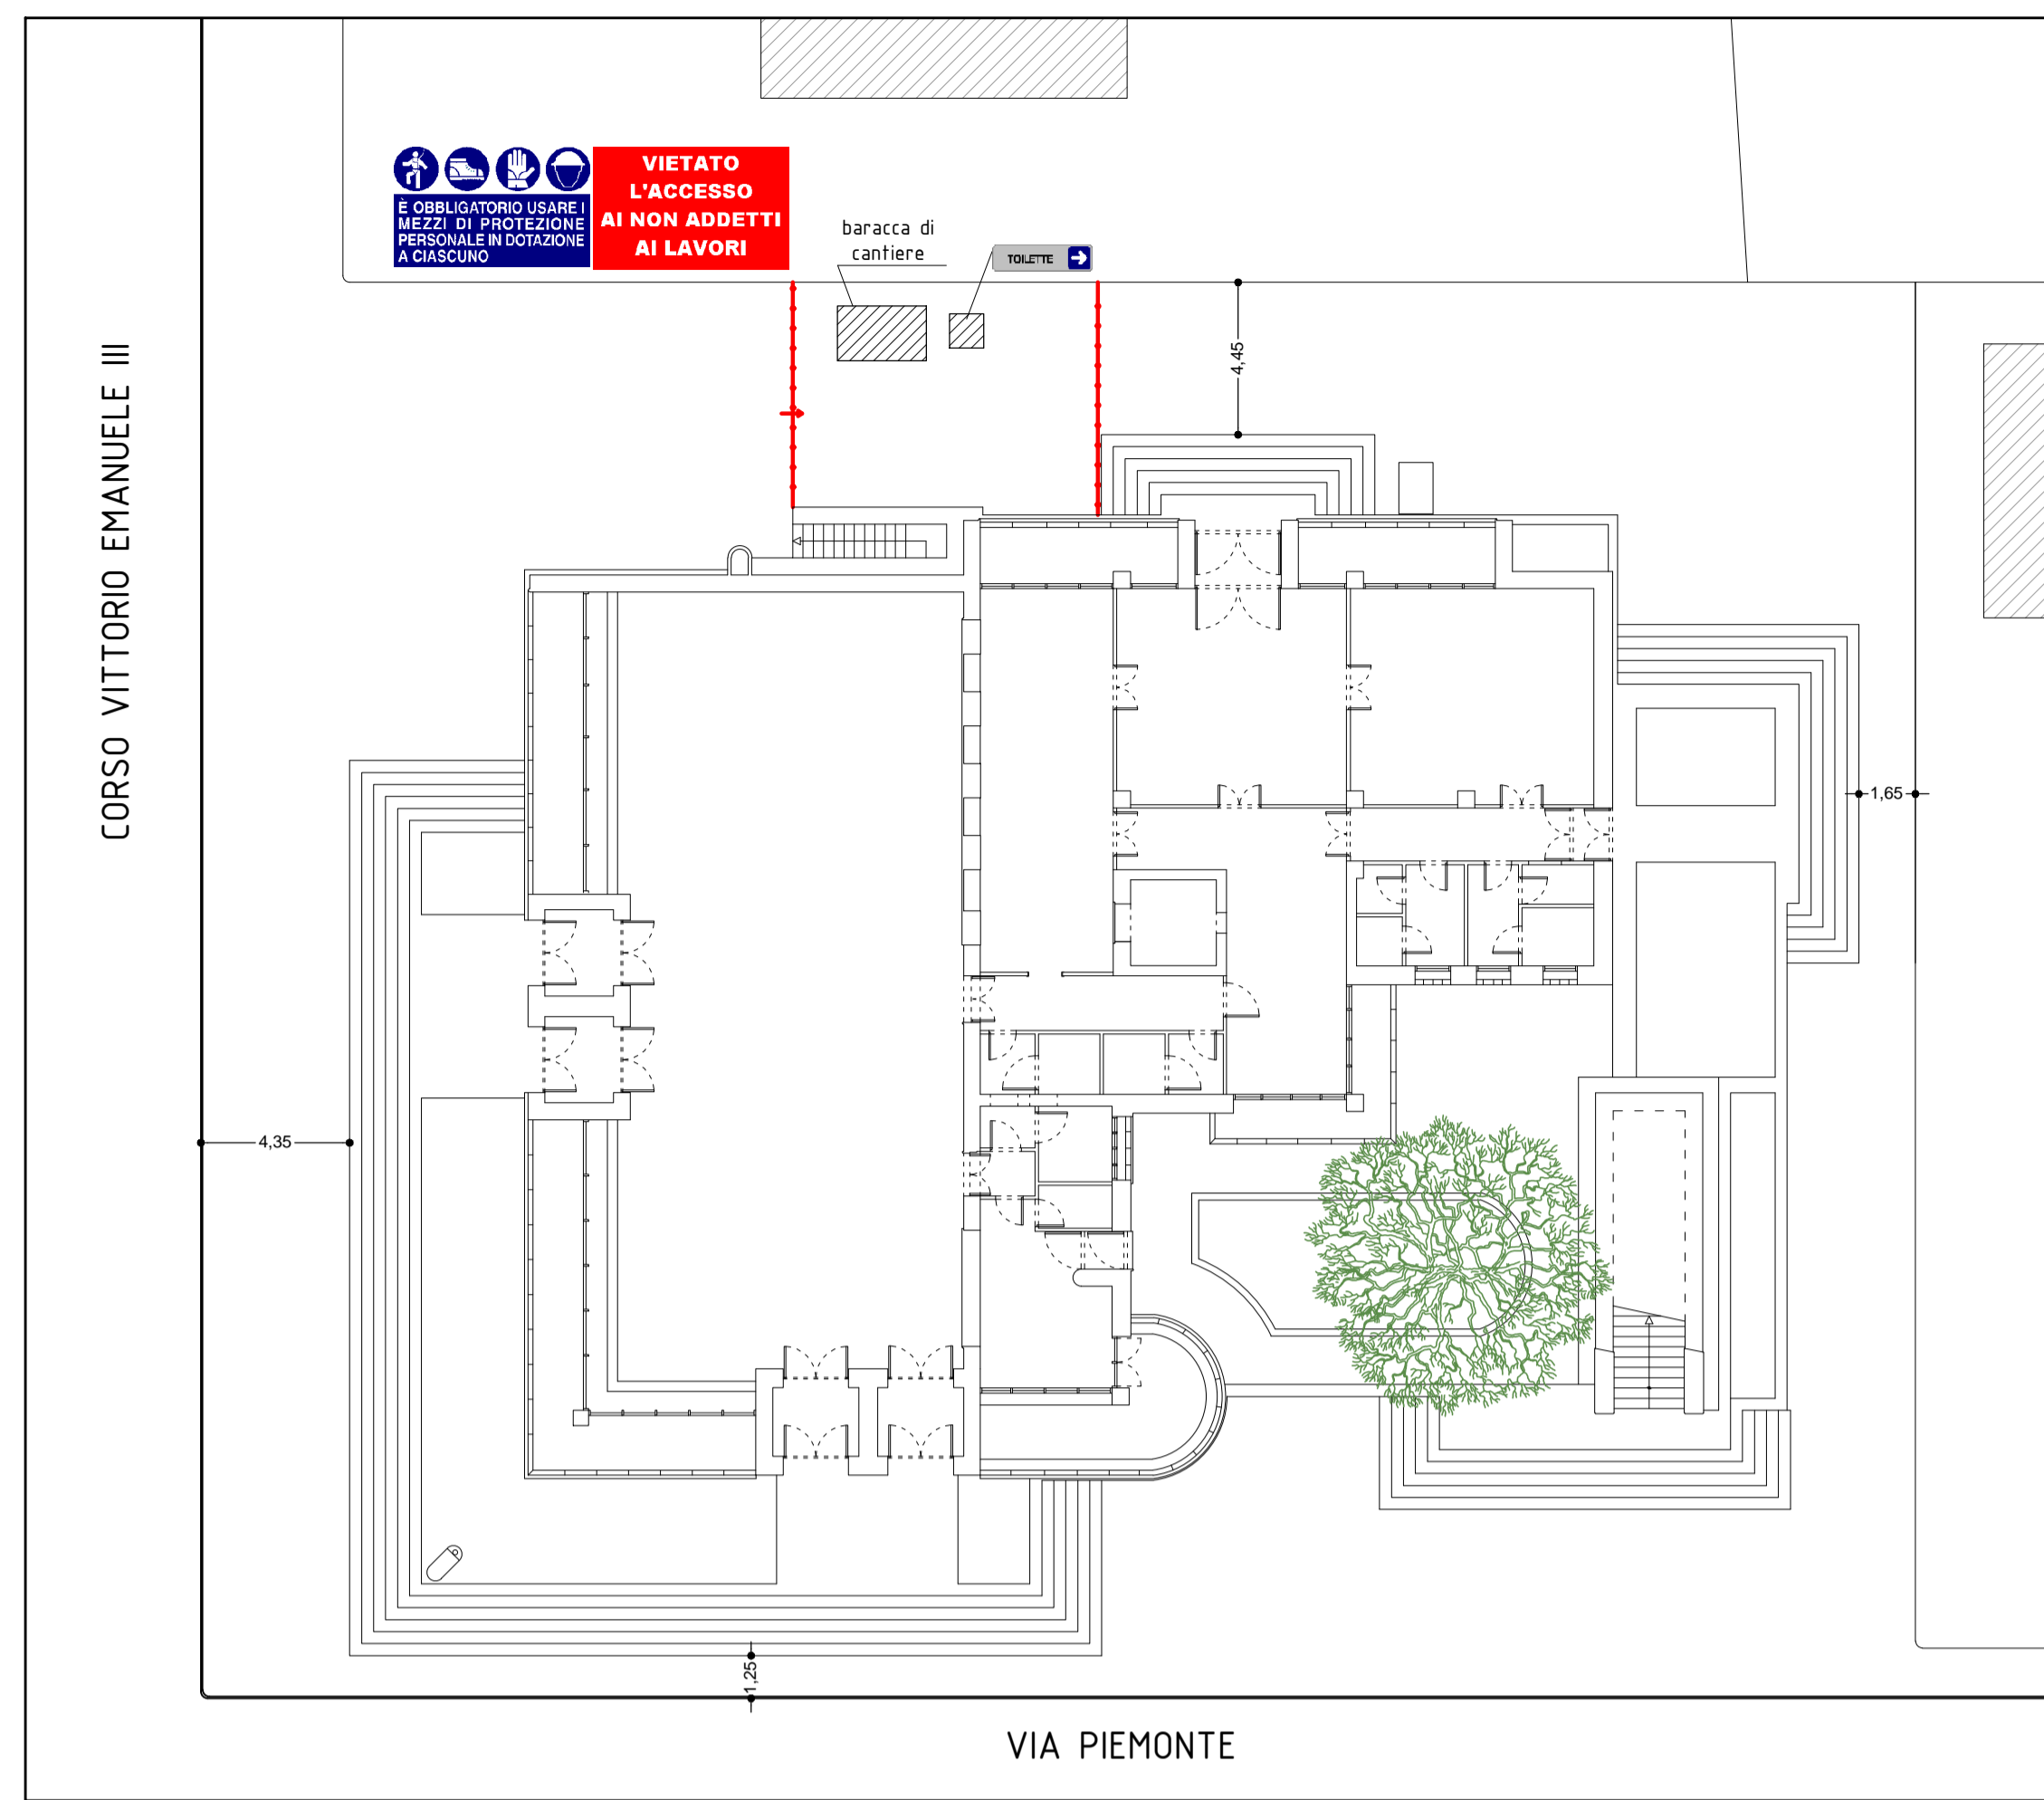 È OBBLIGATORIO USARE I
MEZZI DI PROTEZIONE
PERSONALE IN DOTAZIONE
A CIASCUNO
VIETATO
L'ACCESSO
AI NON ADDETTI
AI LAVORI
baracca di
cantiere
TOILETTE
4,45
CORSO VITTORIO EMANUELE III
1,65
4,35
1,25
VIA PIEMONTE